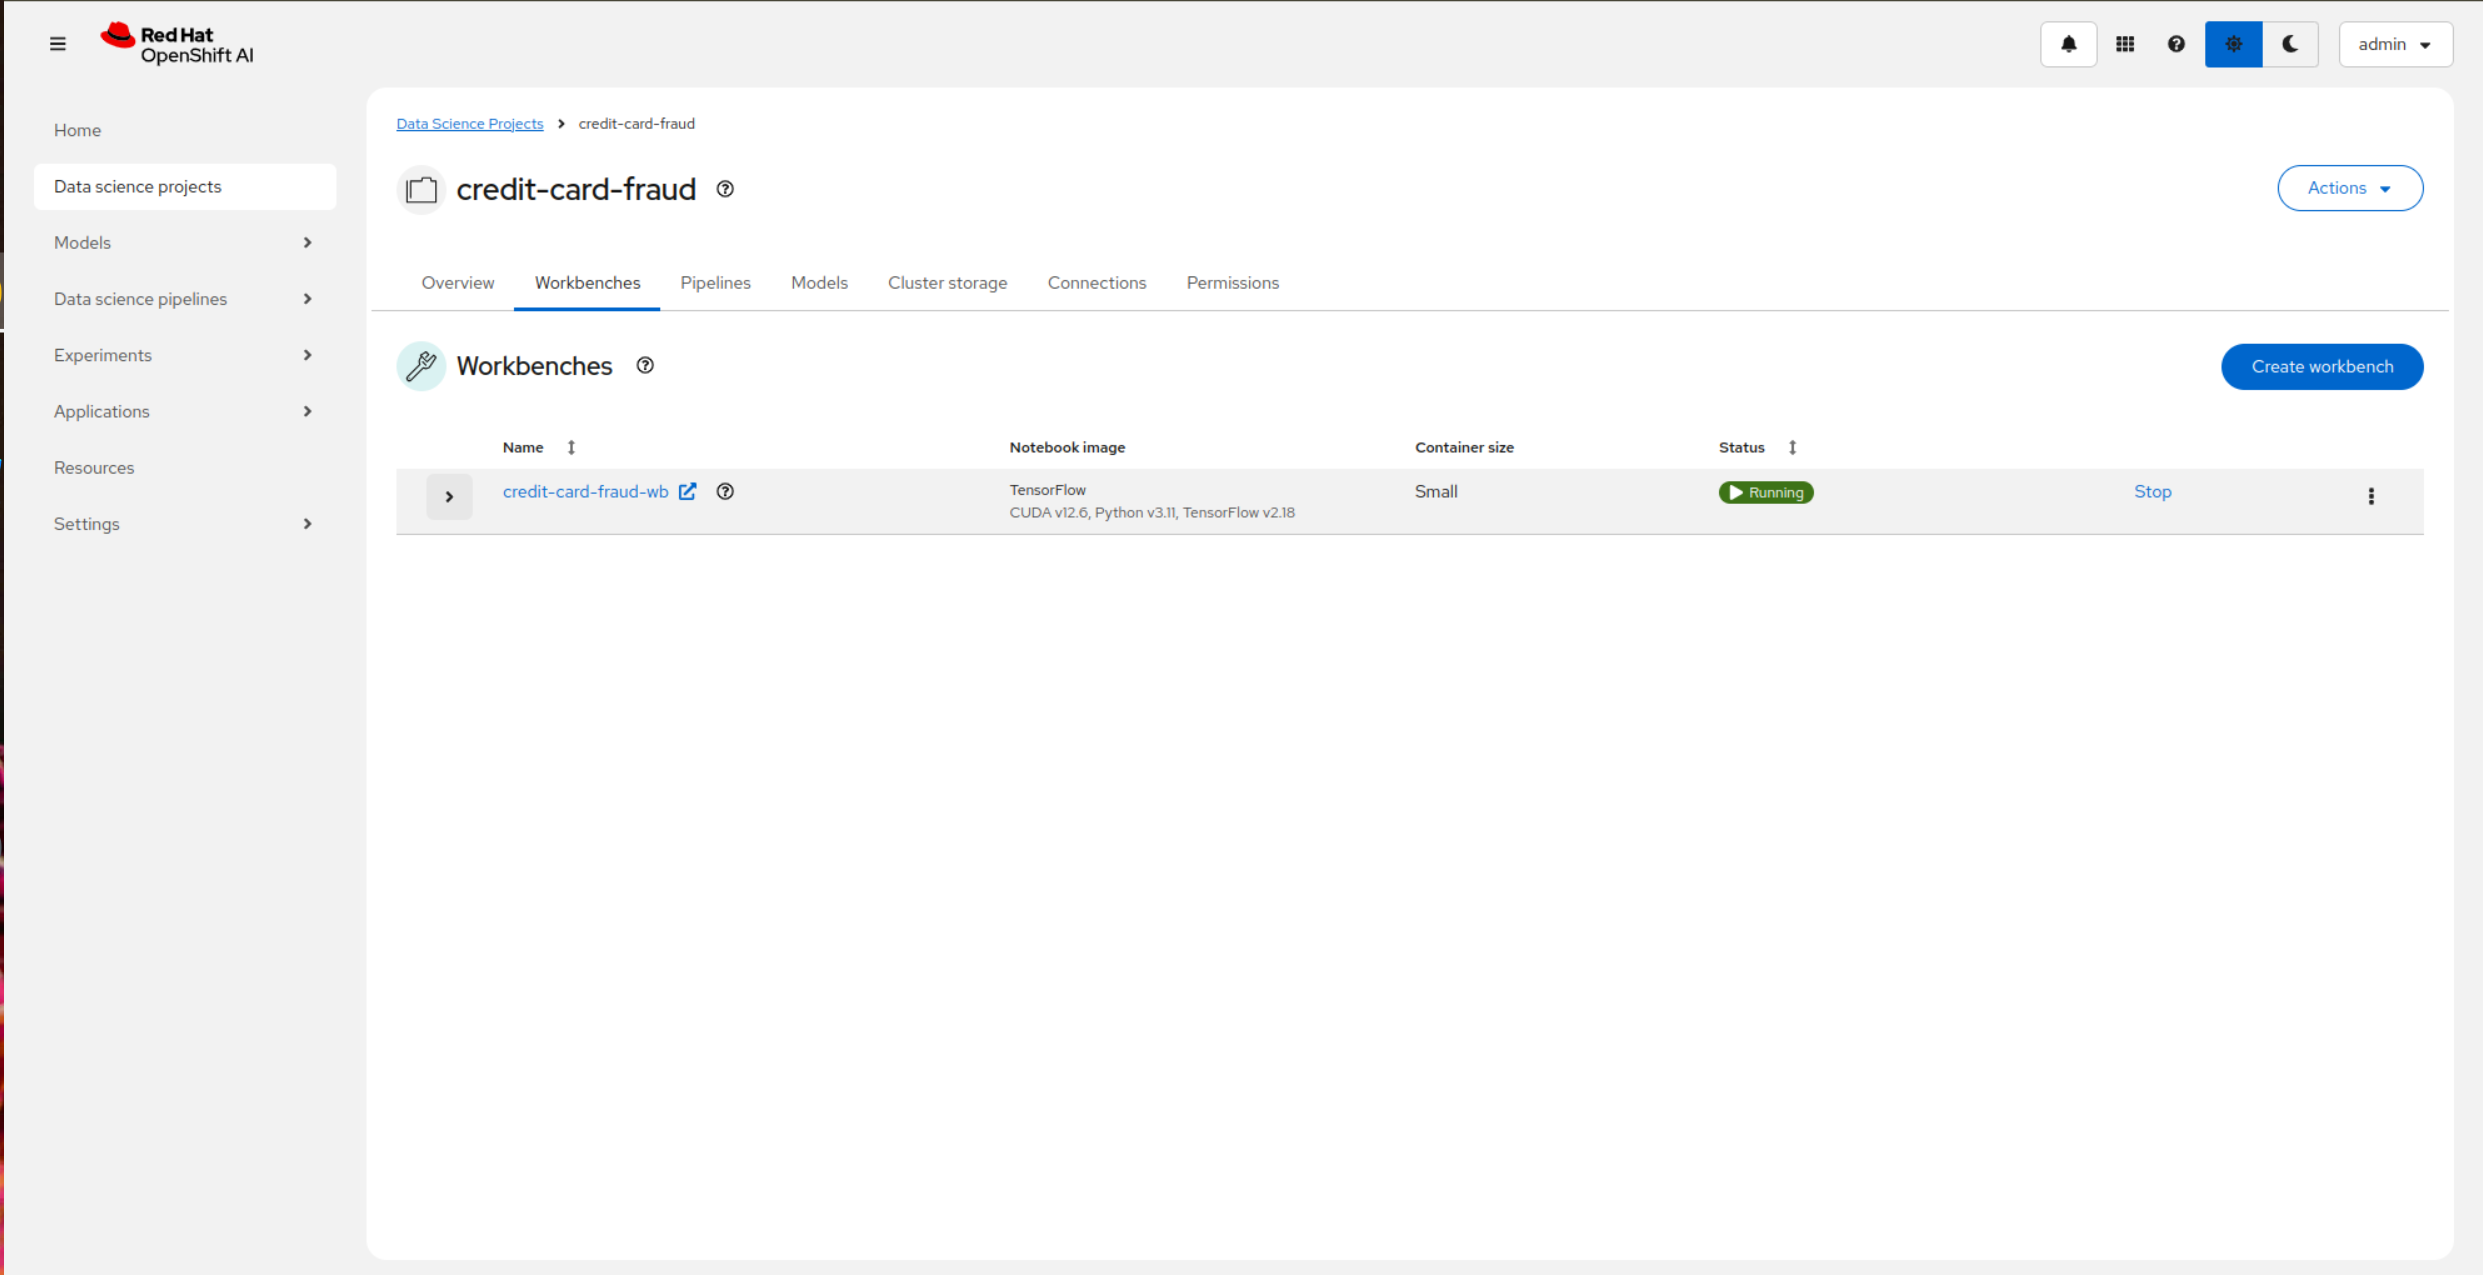 Red Hat
OpenShift AI
admin
Home
Data science projects
Models
Data science pipelines
Experiments
Applications
Resources
Settings
Data Science Projects > credit-card-fraud
credit-card-fraud
Actions
Overview Workbenches Pipelines Models Cluster storage Connections Permissions
Workbenches
Create workbench
Name Notebook image Container size Status
credit-card-fraud-wb TensorFlow Small Running Stop
CUDA v12.6, Python v3.11, TensorFlow v2.18